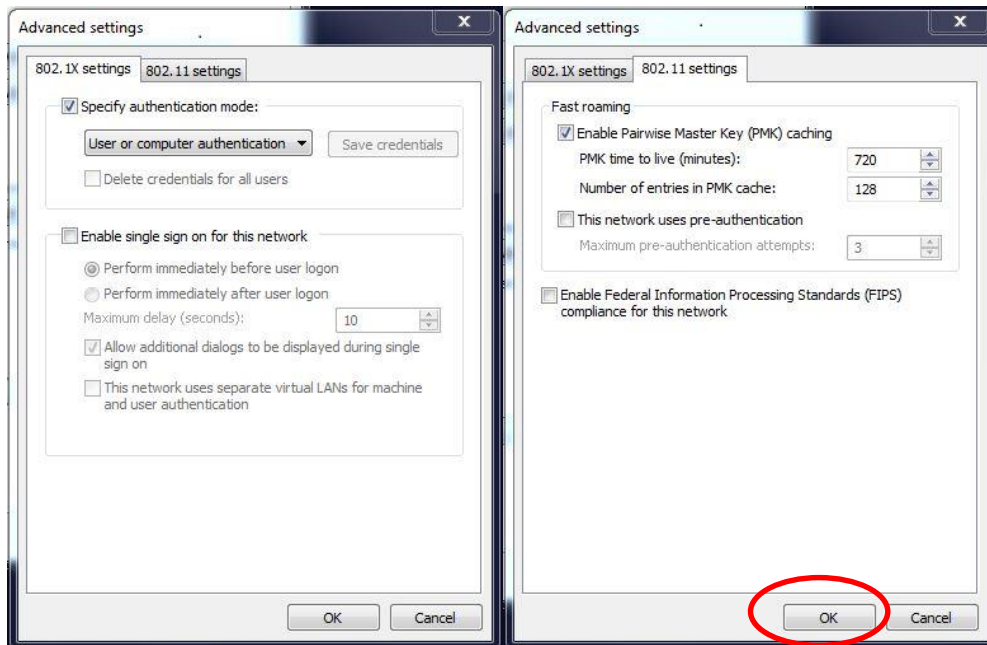 Advanced settings
X
802.1X settings
802.11 settings
Specify authentication mode:
User or computer authentication
Save credentials
Delete credentials for all users
Enable single sign on for this network
Perform immediately before user logon
Perform immediately after user logon
Maximum delay (seconds):
10
Allow additional dialogs to be displayed during single
sign on
This network uses separate virtual LANs for machine
and user authentication
OK
Cancel
Advanced settings
X
802.1X settings
802.11 settings
Fast roaming
Enable Pairwise Master Key (PMK) caching
PMK time to live (minutes):
720
Number of entries in PMK cache:
128
This network uses pre-authentication
Maximum pre-authentication attempts:
3
Enable Federal Information Processing Standards (FIPS)
compliance for this network
OK
Cancel